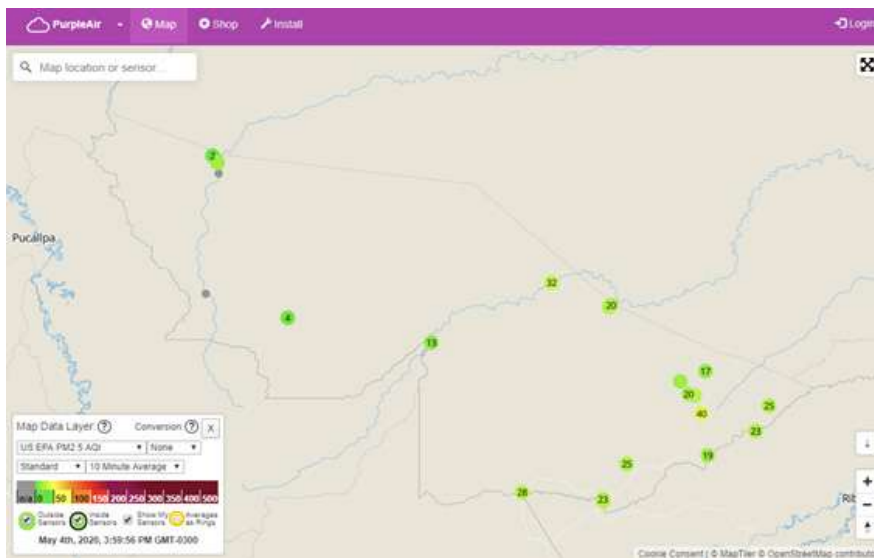 PurpleAir Map Shop Install Login
Map location or sensor...
2
Pucallpa
32
20
4
13
17
20
40
25
23
19
25
28
23
Map Data Layer: ? Conversion ? X
US EPA PM2.5 AQI None
Standard 10 Minute Average
n/a 0 50 100 150 200 250 300 350 400 500
Outside Sensors Inside Sensors Show My Sensors Averages as Rings
May 4th, 2020, 3:59:56 PM GMT-0300
Cookie Consent | © MapTiler © OpenStreetMap contributo